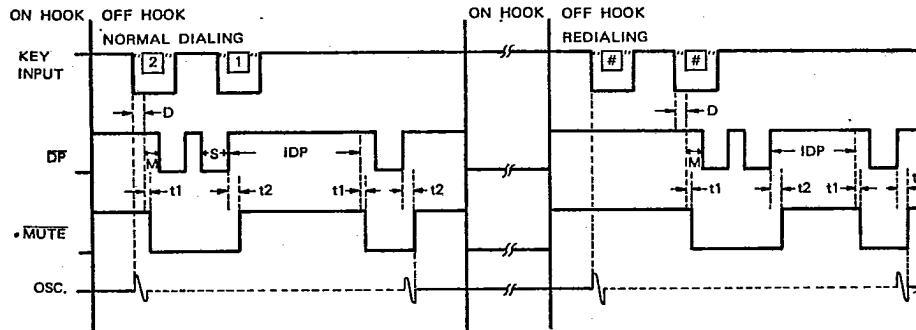 ON HOOK OFF HOOK ON HOOK OFF HOOK
NORMAL DIALING REDIALING
KEY INPUT 2 1 # #
D D
DP M S IDP M IDP
t1 t2 t1 t2 t1 t2 t1 t
MUTE
OSC.